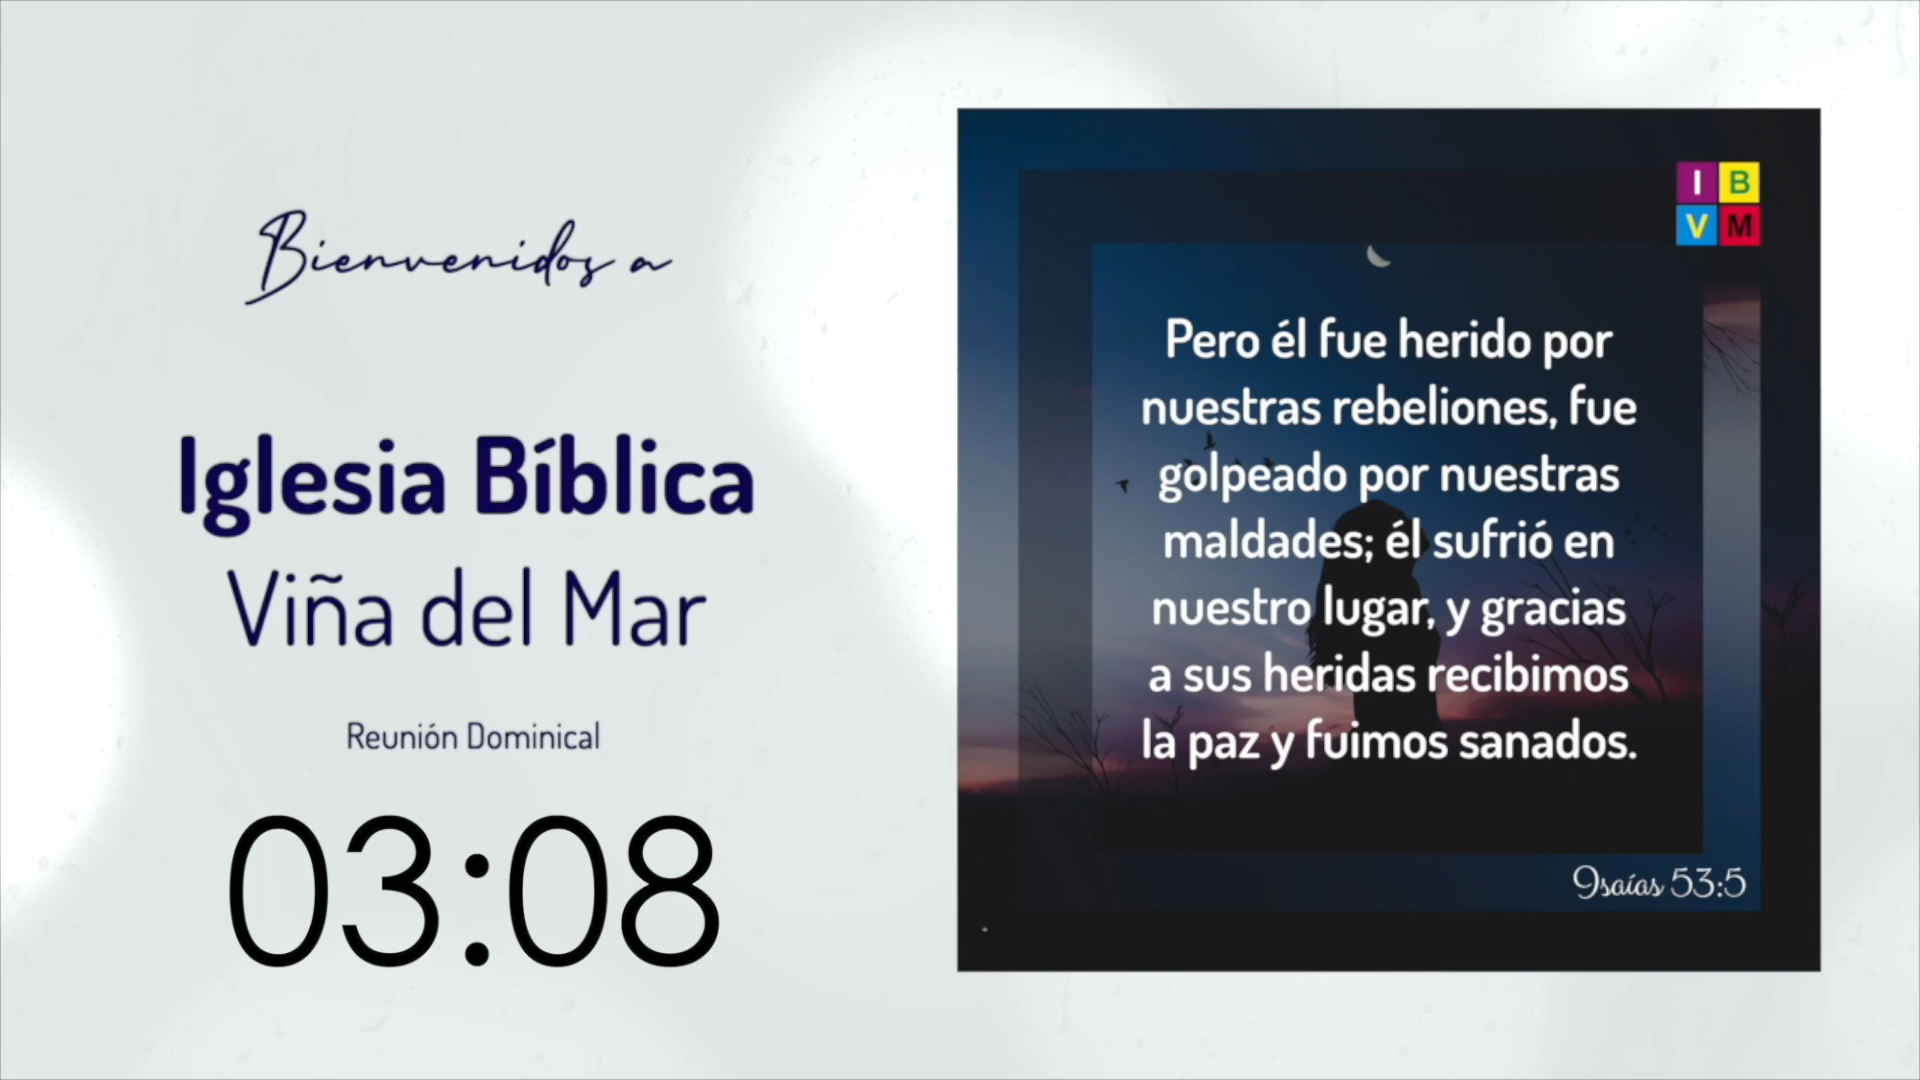 Bienvenidos a
Iglesia Bíblica
Viña del Mar
Reunión Dominical
03:08
I B
V M
Pero él fue herido por
nuestras rebeliones, fue
golpeado por nuestras
maldades; él sufrió en
nuestro lugar, y gracias
a sus heridas recibimos
la paz y fuimos sanados.
Isaías 53:5